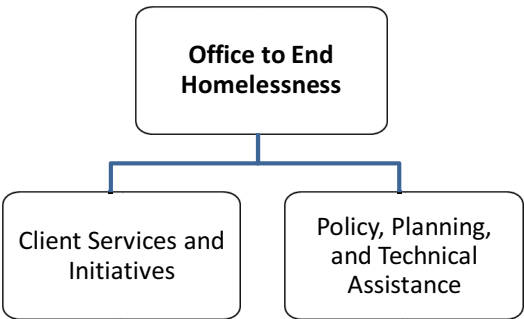 Office to End
Homelessness
Client Services and
Initiatives
Policy, Planning,
and Technical
Assistance